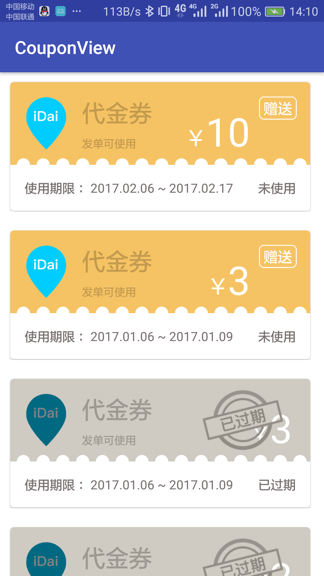 中国移动
中国联通
113B/s 4G 4G 2G 100% 14:10
CouponView
iDai 代金券 ¥10 赠送
发单可使用
使用期限： 2017.02.06 ~ 2017.02.17 未使用
iDai 代金券 ¥3 赠送
发单可使用
使用期限： 2017.01.06 ~ 2017.01.09 未使用
iDai 代金券 已过期 ¥3
发单可使用
使用期限： 2017.01.06 ~ 2017.01.09 已过期
iDai 代金券 已过期